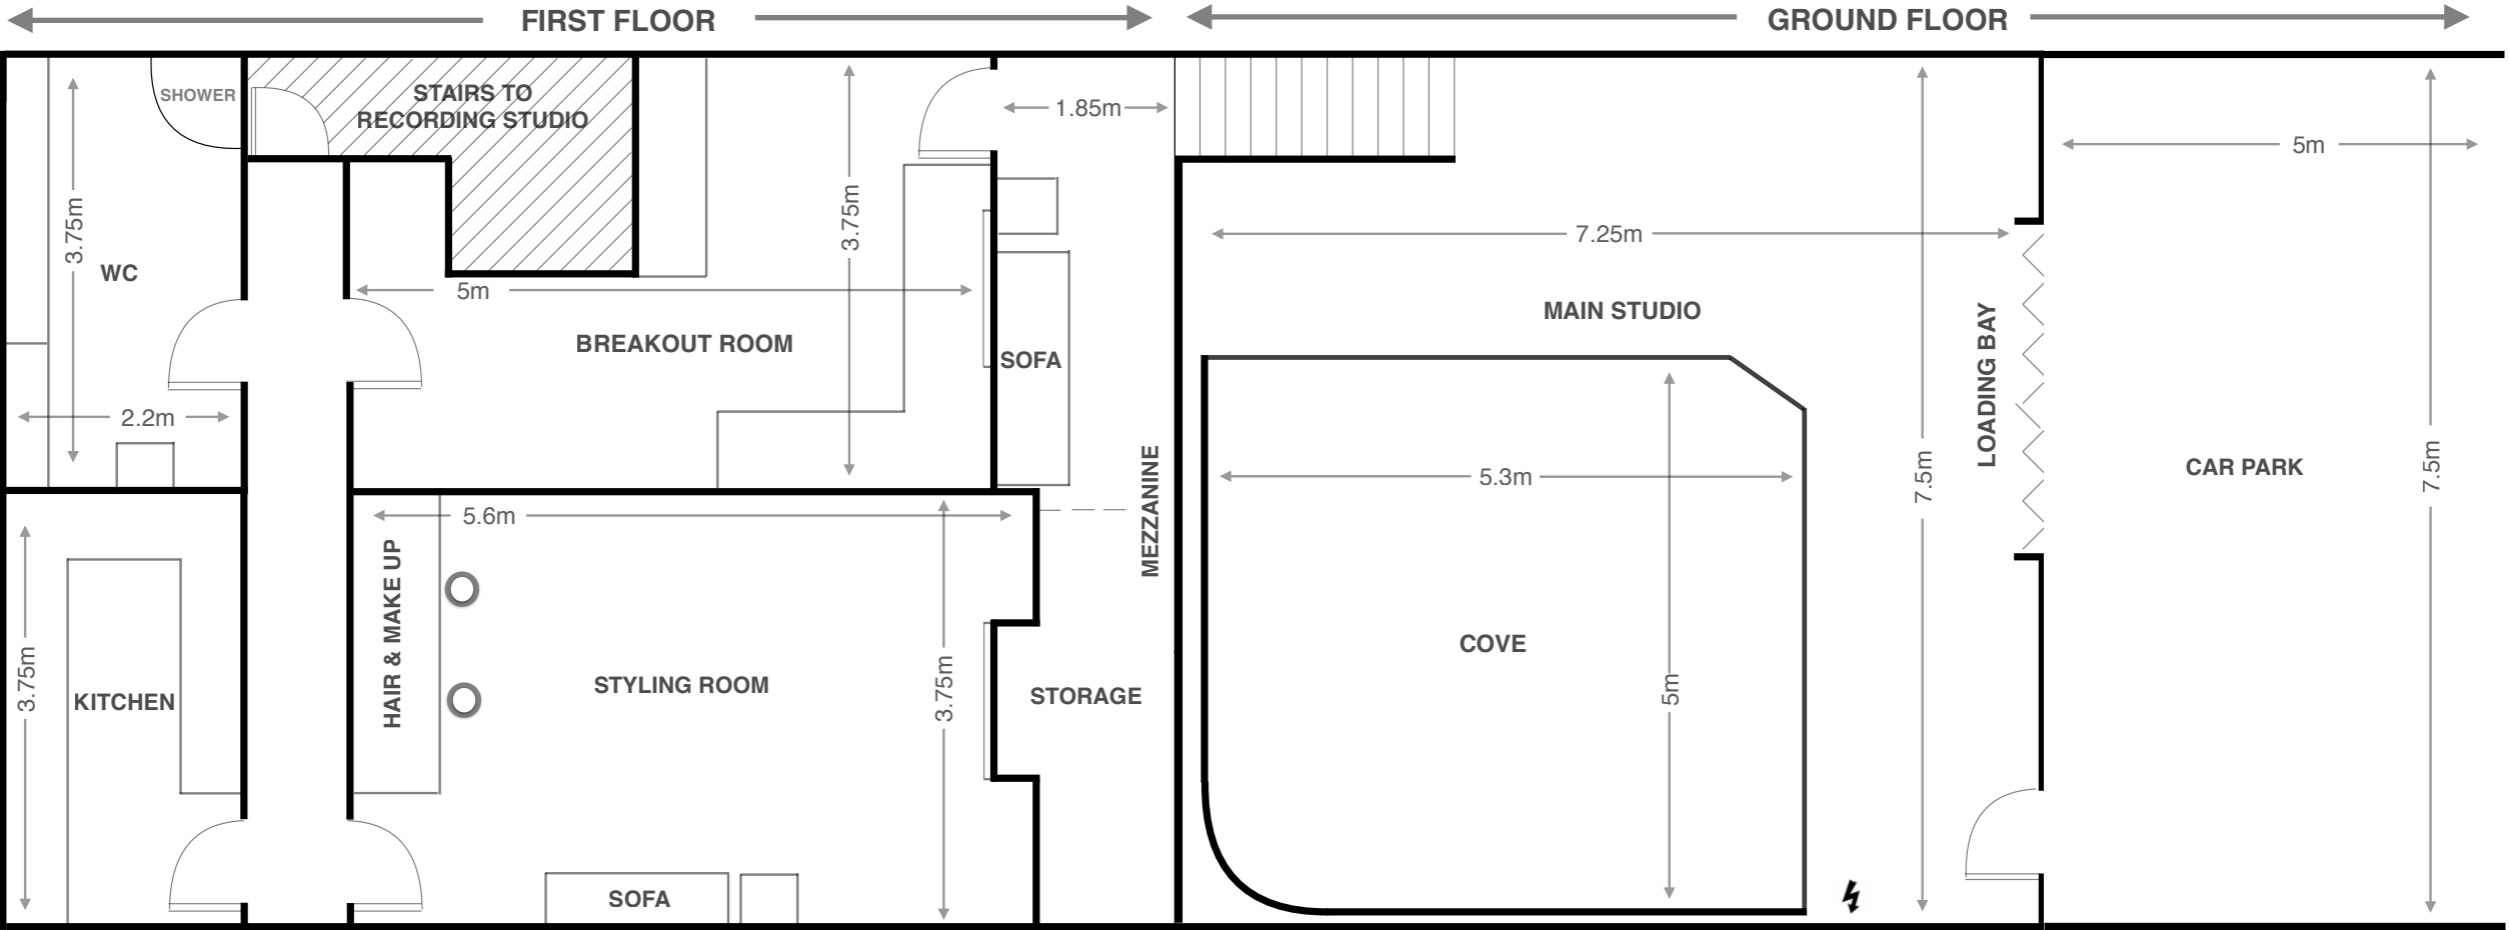 FIRST FLOOR
GROUND FLOOR
SHOWER
STAIRS TO
RECORDING STUDIO
1.85m
5m
3.75m
3.75m
7.25m
WC
5m
MAIN STUDIO
BREAKOUT ROOM
SOFA
LOADING BAY
2.2m
7.5m
CAR PARK
7.5m
5.3m
MEZZANINE
5.6m
HAIR & MAKE UP
COVE
3.75m
KITCHEN
STYLING ROOM
3.75m
STORAGE
5m
SOFA